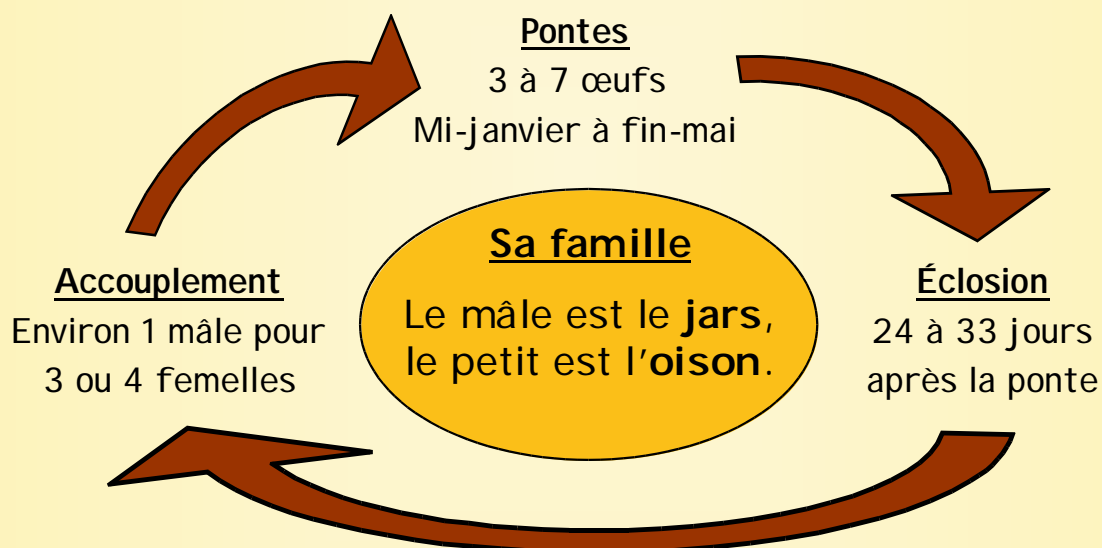 Pontes
3 à 7 œufs
Mi-janvier à fin-mai
Sa famille
Le mâle est le jars,
le petit est l'oison.
Accouplement
Environ 1 mâle pour
3 ou 4 femelles
Éclosion
24 à 33 jours
après la ponte